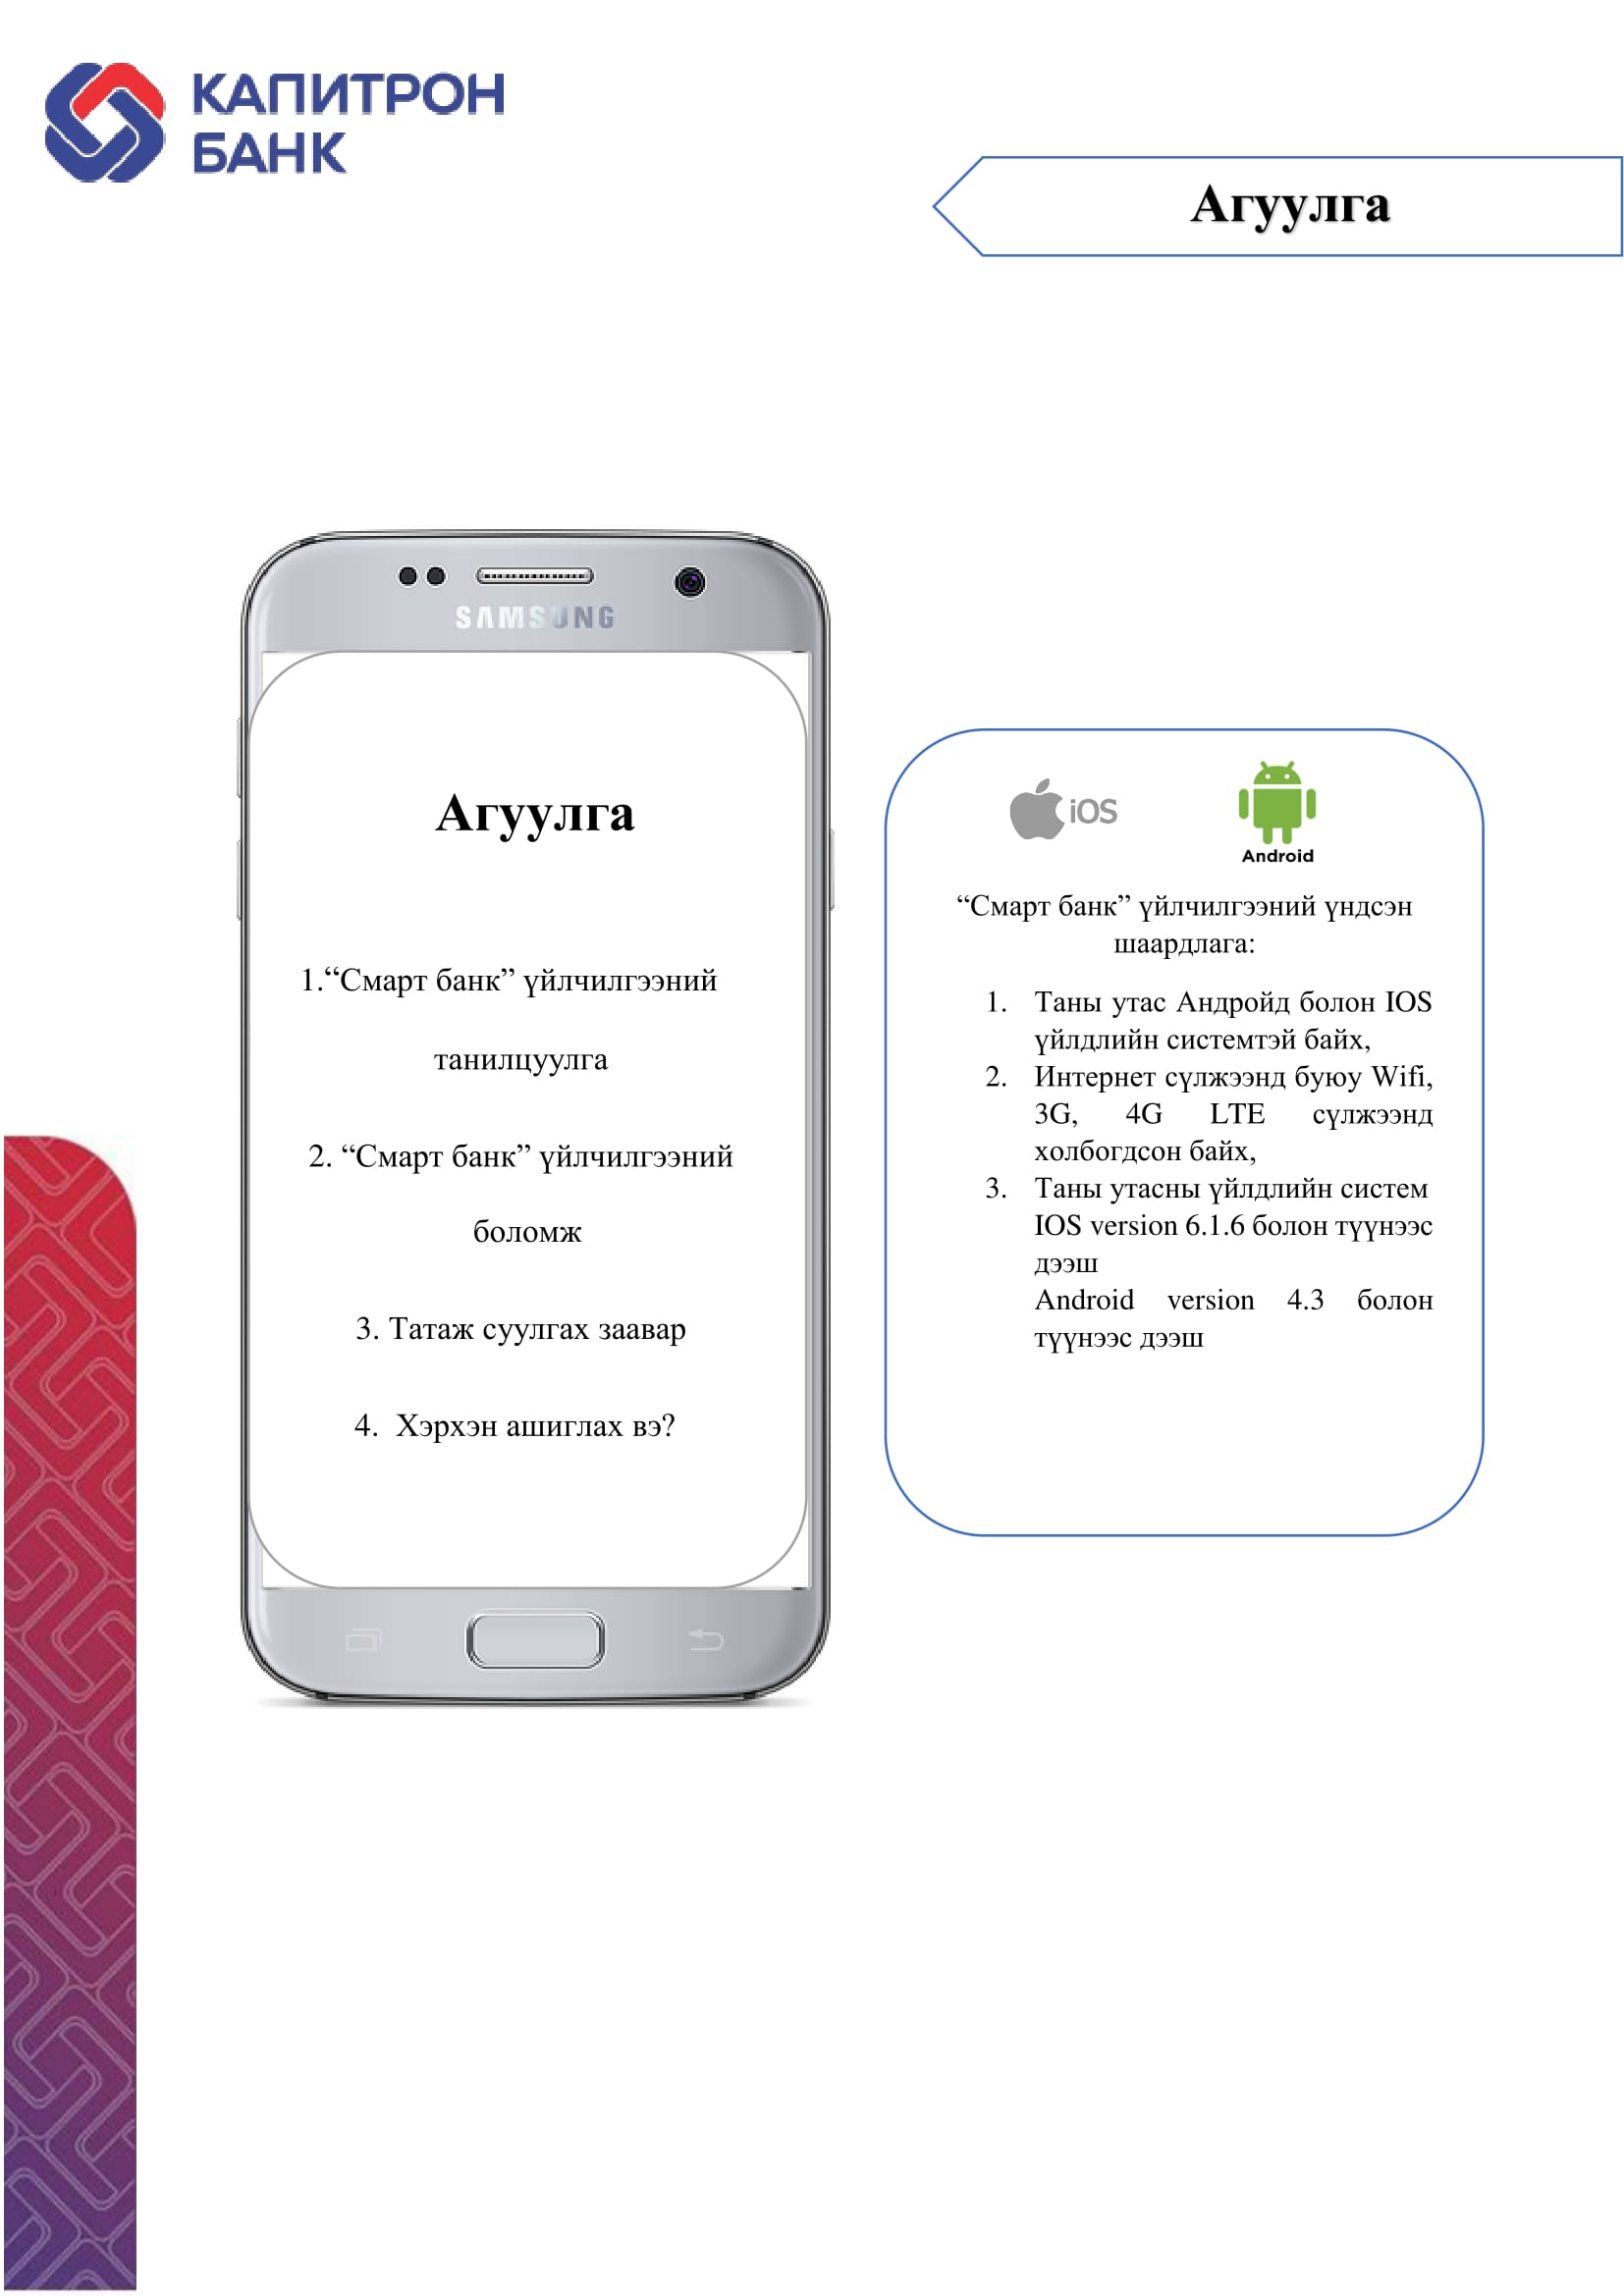 КАПИТРОН
БАНК
Агуулга
SAMSUNG
Агуулга
1.“Смарт банк” үйлчилгээний
танилцуулга
2. “Смарт банк” үйлчилгээний
боломж
3. Татаж суулгах заавар
4. Хэрхэн ашиглах вэ?
iOS
Android
“Смарт банк” үйлчилгээний үндсэн
шаардлага:
1. Таны утас Андройд болон IOS
үйлдлийн системтэй байх,
2. Интернет сүлжээнд буюу Wifi,
3G, 4G LTE сүлжээнд
холбогдсон байх,
3. Таны утасны үйлдлийн систем
IOS version 6.1.6 болон түүнээс
дээш
Android version 4.3 болон
түүнээс дээш